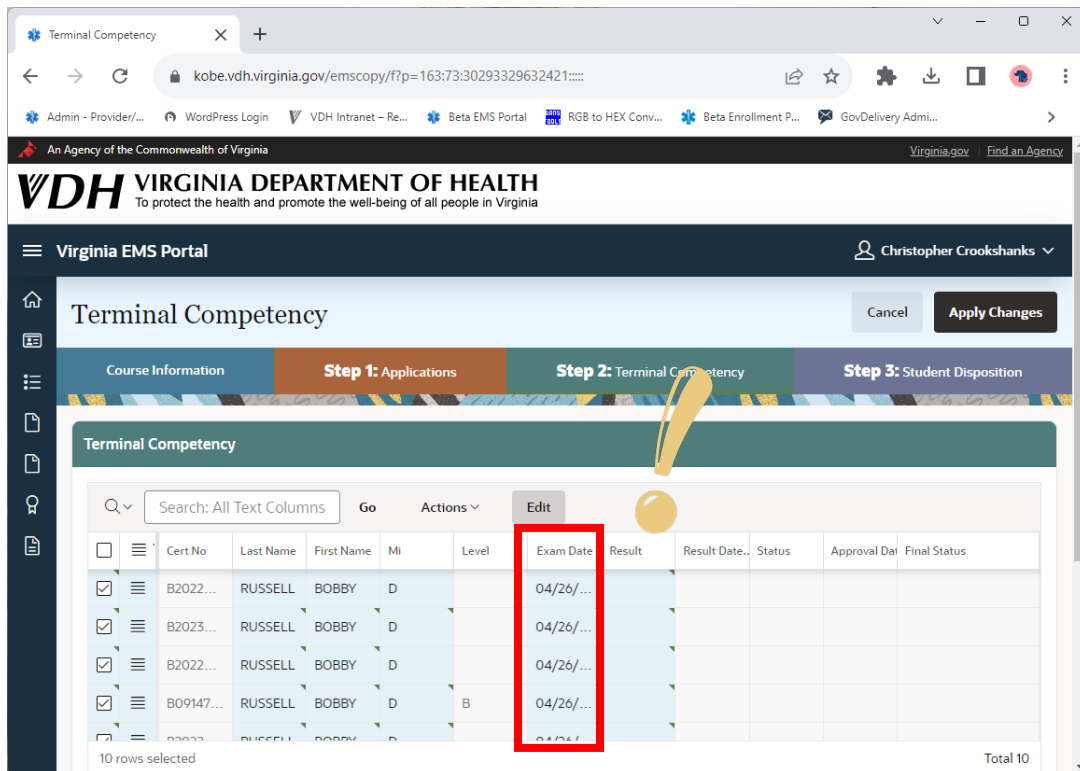 Terminal Competency
kobe.vdh.virginia.gov/emscopy/f?p=163:73:30293329632421:::::
Admin - Provider/... WordPress Login VDH Intranet – Re... Beta EMS Portal RGB to HEX Conv... Beta Enrollment P... GovDelivery Admi...
An Agency of the Commonwealth of Virginia Virginia.gov Find an Agency
VDH VIRGINIA DEPARTMENT OF HEALTH
To protect the health and promote the well-being of all people in Virginia
Virginia EMS Portal Christopher Crookshanks
Terminal Competency Cancel Apply Changes
Course Information Step 1: Applications Step 2: Terminal Competency Step 3: Student Disposition
Terminal Competency
Search: All Text Columns Go Actions Edit
Cert No Last Name First Name Mi Level Exam Date Result Result Date.. Status Approval Dat Final Status
B2022... RUSSELL BOBBY D 04/26/...
B2023... RUSSELL BOBBY D 04/26/...
B2022... RUSSELL BOBBY D 04/26/...
B09147... RUSSELL BOBBY D B 04/26/...
RUSSELL BOBBY D 04/26/
10 rows selected Total 10